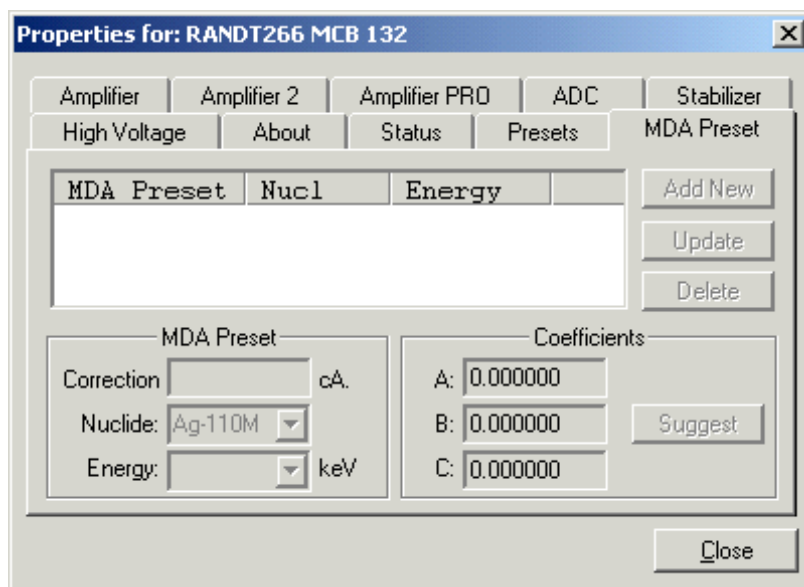 Properties for: RANDT266 MCB 132
Amplifier Amplifier 2 Amplifier PRO ADC Stabilizer
High Voltage About Status Presets MDA Preset
MDA Preset Nucl Energy
Add New
Update
Delete
MDA Preset
Correction cA.
Nuclide: Ag-110M
Energy: keV
Coefficients
A: 0.000000
B: 0.000000
C: 0.000000
Suggest
Close